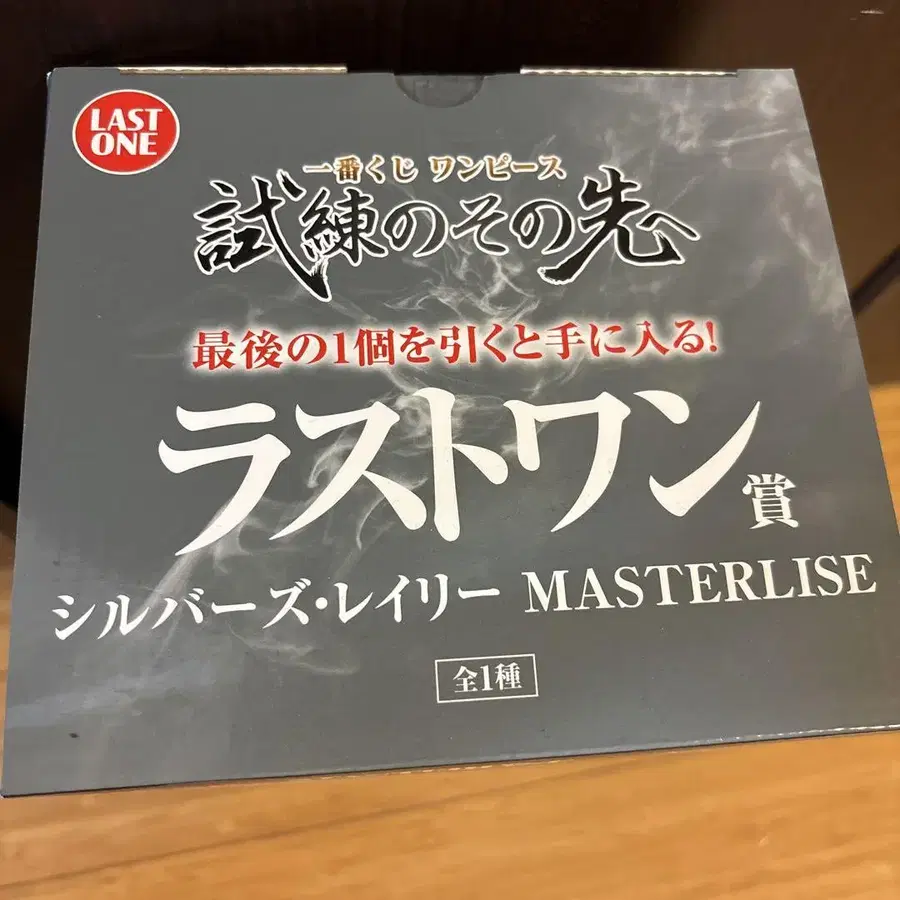 LAST
ONE
一番くじ ワンピース
試練のその先へ
最後の1個を引くと手に入る!
ラストワン賞
シルバーズ・レイリー MASTERLISE
全1種